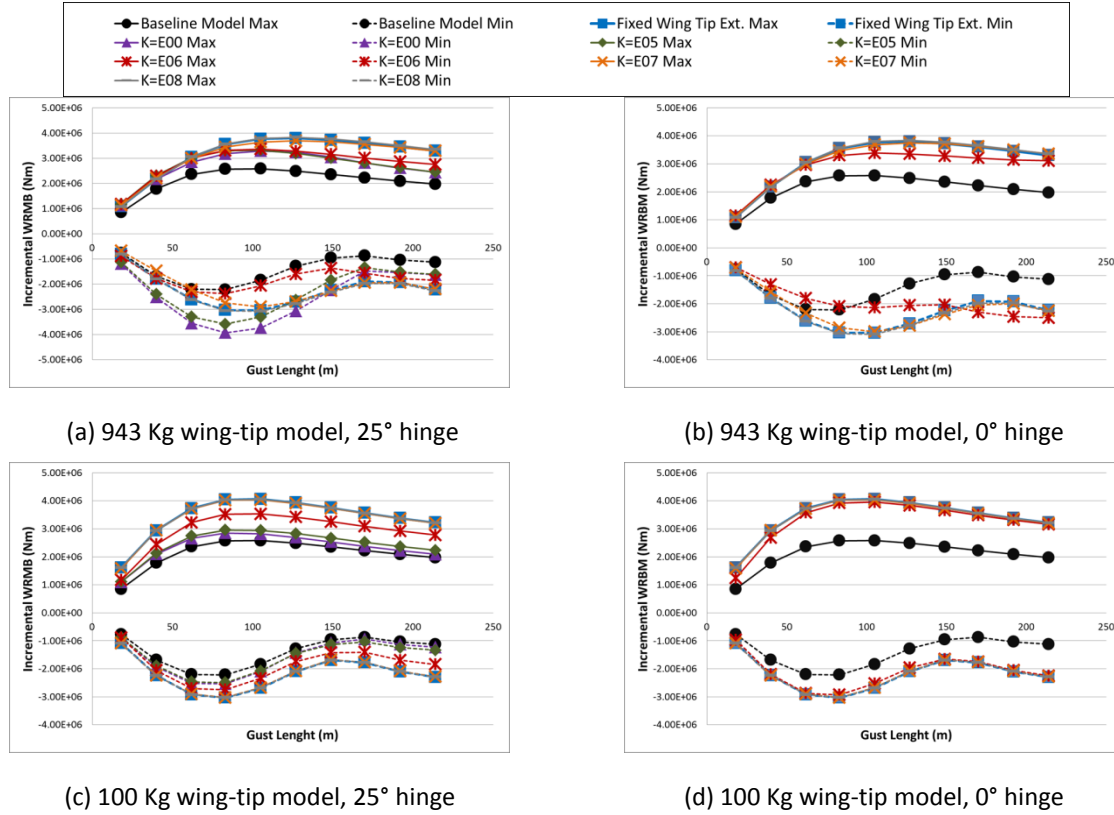 Baseline Model Max Baseline Model Min Fixed Wing Tip Ext. Max Fixed Wing Tip Ext. Min
K=E00 Max K=E00 Min K=E05 Max K=E05 Min
K=E06 Max K=E06 Min K=E07 Max K=E07 Min
K=E08 Max K=E08 Min
Incremental WRMB (Nm)
5.00E+06
4.00E+06
3.00E+06
2.00E+06
1.00E+06
0.00E+00
-1.00E+06
-2.00E+06
-3.00E+06
-4.00E+06
-5.00E+06
0 50 100 150 200 250
Gust Lenght (m)
(a) 943 Kg wing-tip model, 25° hinge
Incremental WRBM (Nm)
5.00E+06
4.00E+06
3.00E+06
2.00E+06
1.00E+06
0.00E+00
-1.00E+06
-2.00E+06
-3.00E+06
-4.00E+06
0 50 100 150 200 250
Gust Lenght (m)
(b) 943 Kg wing-tip model, 0° hinge
Incremental WRMB (Nm)
5.00E+06
4.00E+06
3.00E+06
2.00E+06
1.00E+06
0.00E+00
-1.00E+06
-2.00E+06
-3.00E+06
-4.00E+06
0 50 100 150 200 250
Gust Lenght (m)
(c) 100 Kg wing-tip model, 25° hinge
Incremental WRBM (Nm)
5.00E+06
4.00E+06
3.00E+06
2.00E+06
1.00E+06
0.00E+00
-1.00E+06
-2.00E+06
-3.00E+06
-4.00E+06
0 50 100 150 200 250
Gust Lenght (m)
(d) 100 Kg wing-tip model, 0° hinge